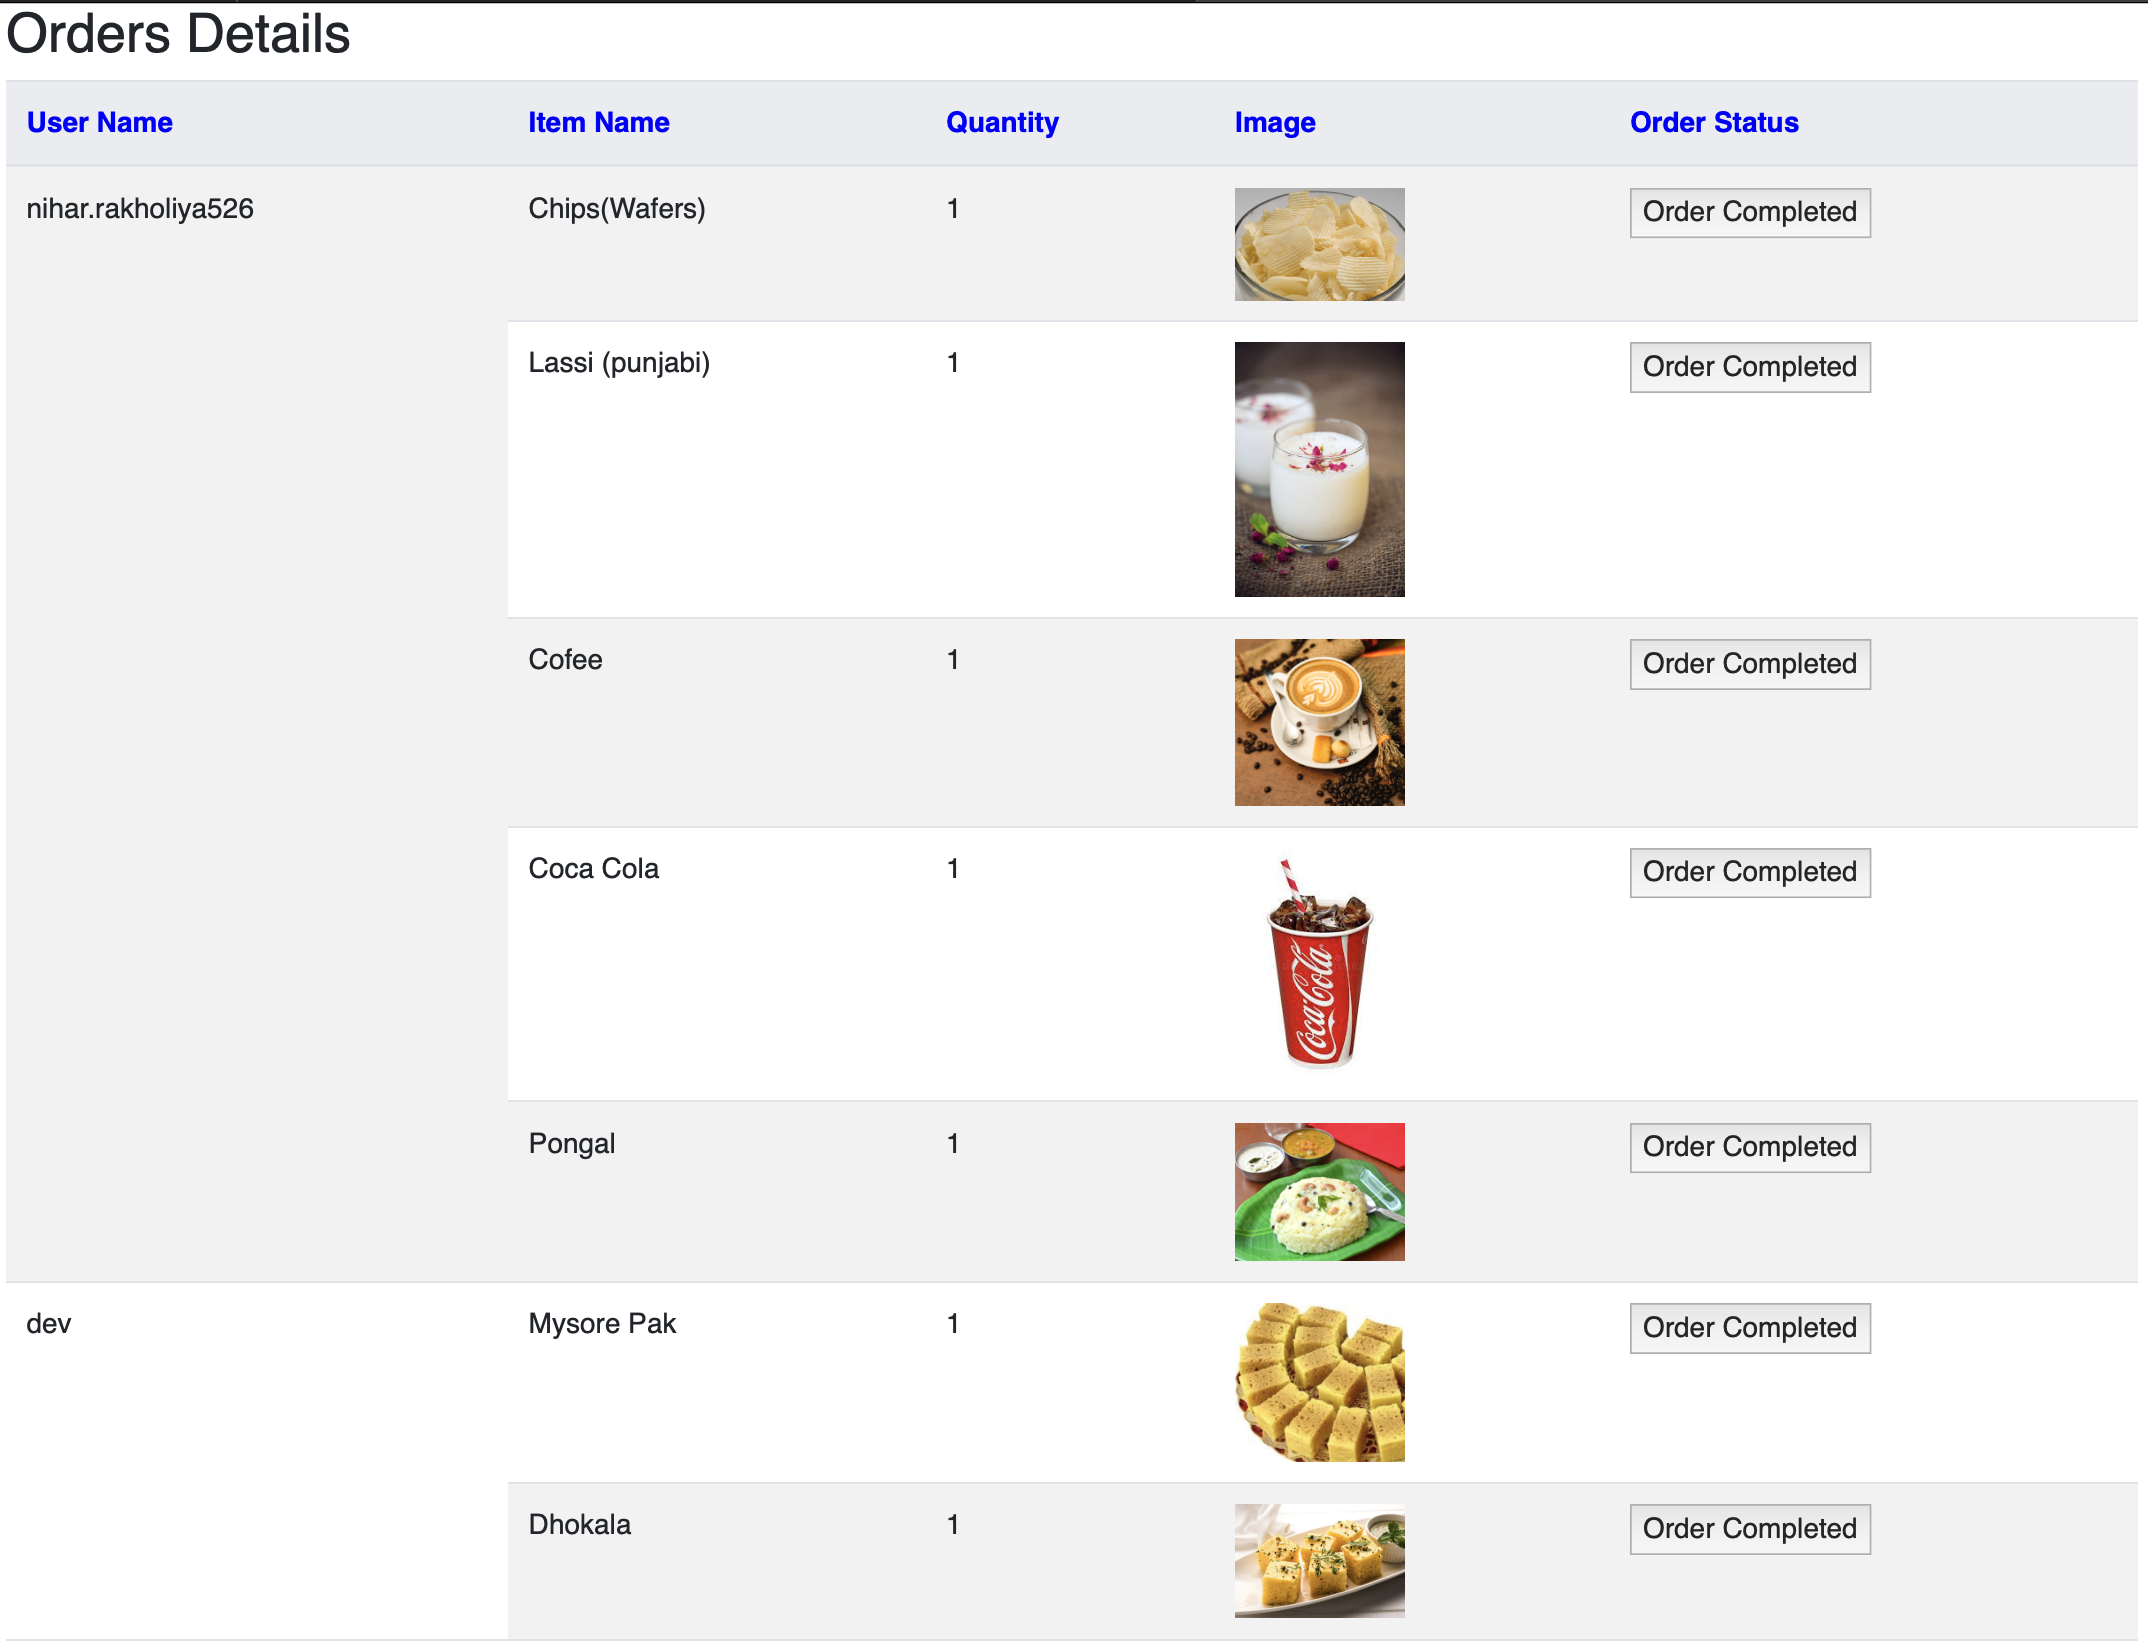 Orders Details
User Name Item Name Quantity Image Order Status
nihar.rakholiya526 Chips(Wafers) 1 Order Completed
Lassi (punjabi) 1 Order Completed
Cofee 1 Order Completed
Coca Cola 1 Order Completed
Coca-Cola
Pongal 1 Order Completed
dev Mysore Pak 1 Order Completed
Dhokala 1 Order Completed